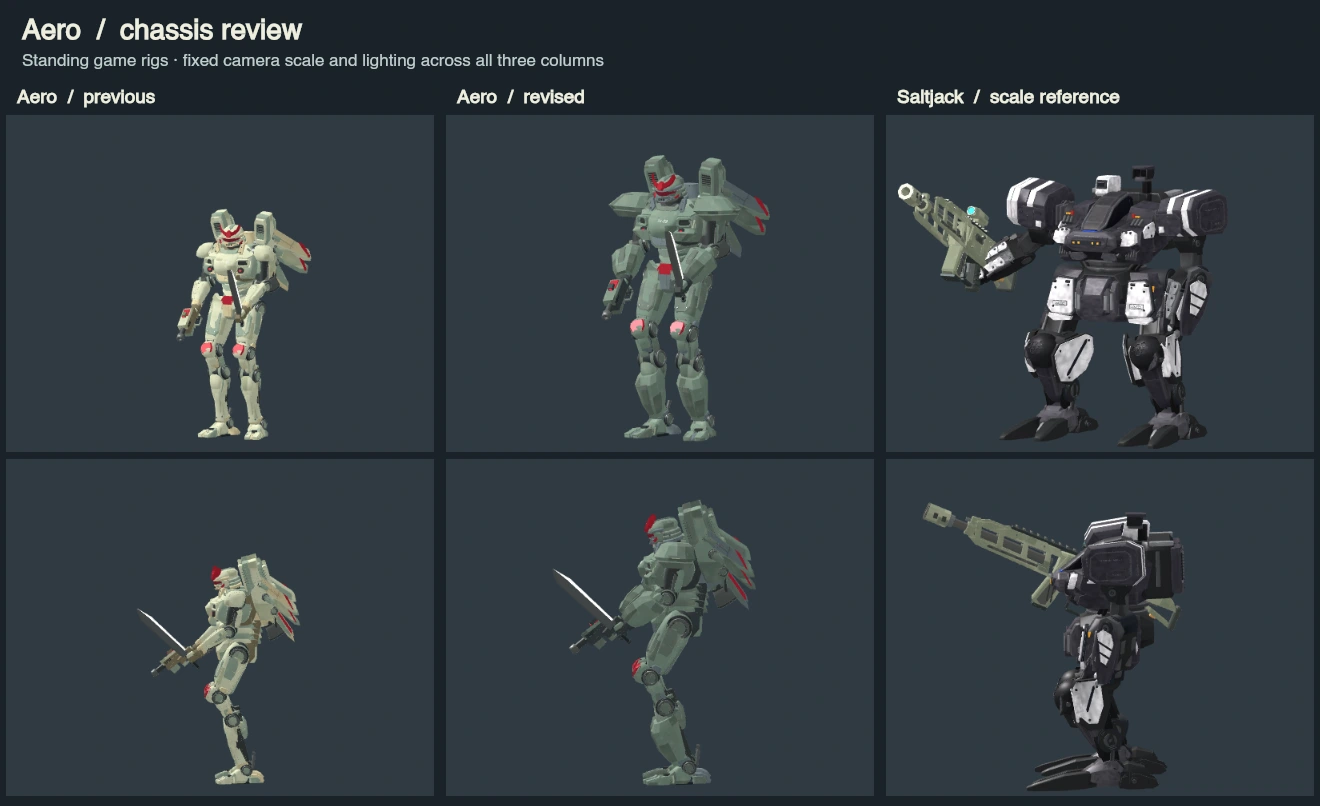 Aero / chassis review
Standing game rigs · fixed camera scale and lighting across all three columns
Aero / previous
Aero / revised
Saltjack / scale reference